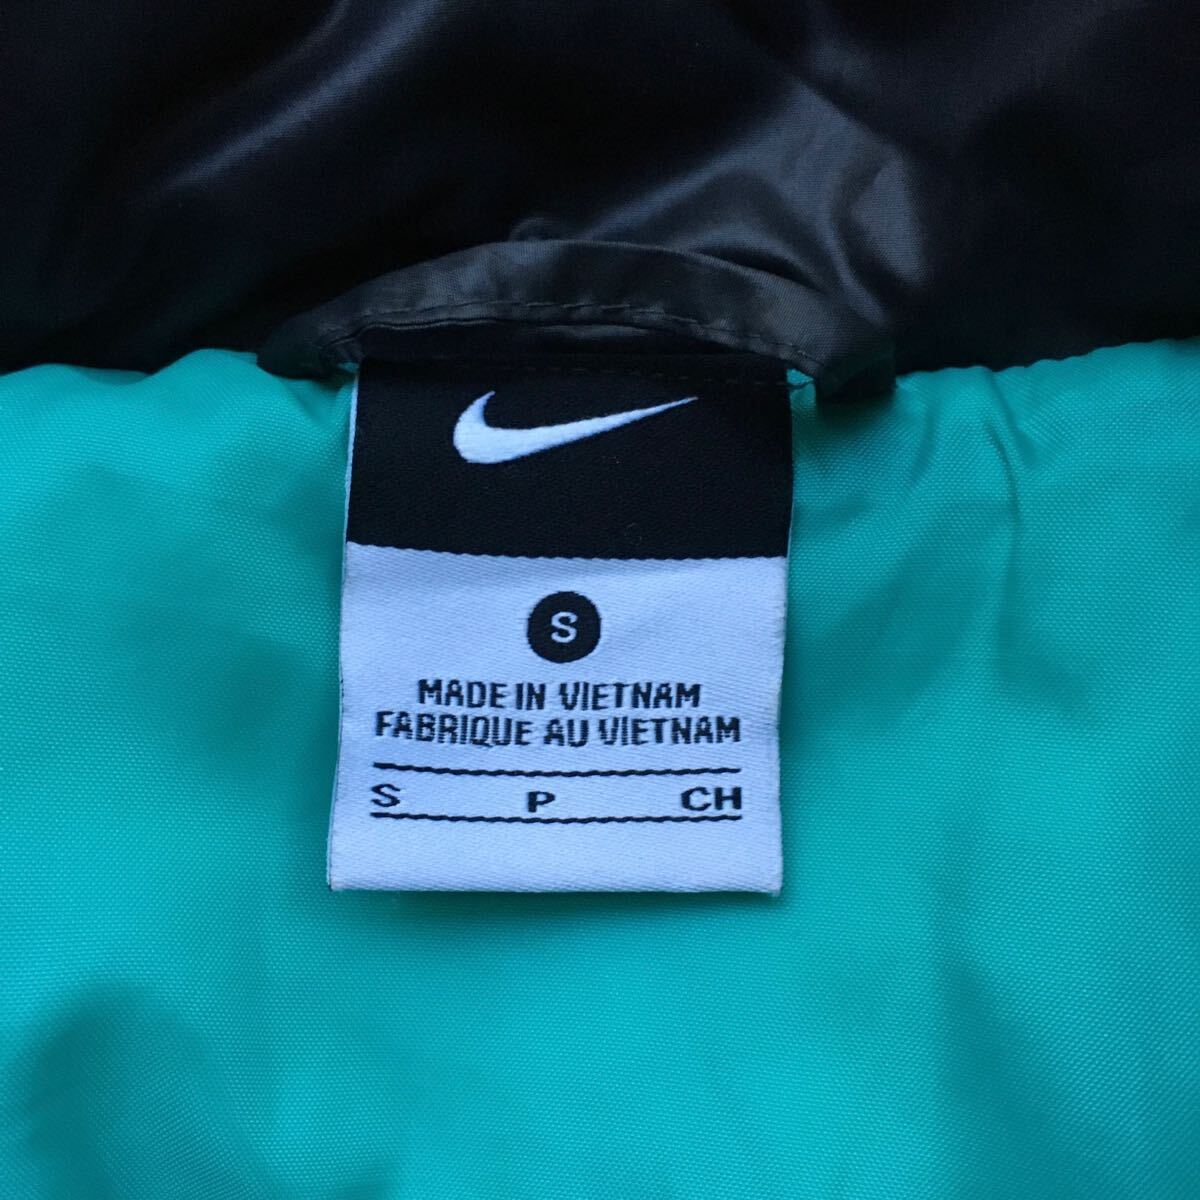 S
MADE IN VIETNAM
FABRIQUE AU VIETNAM
S P CH